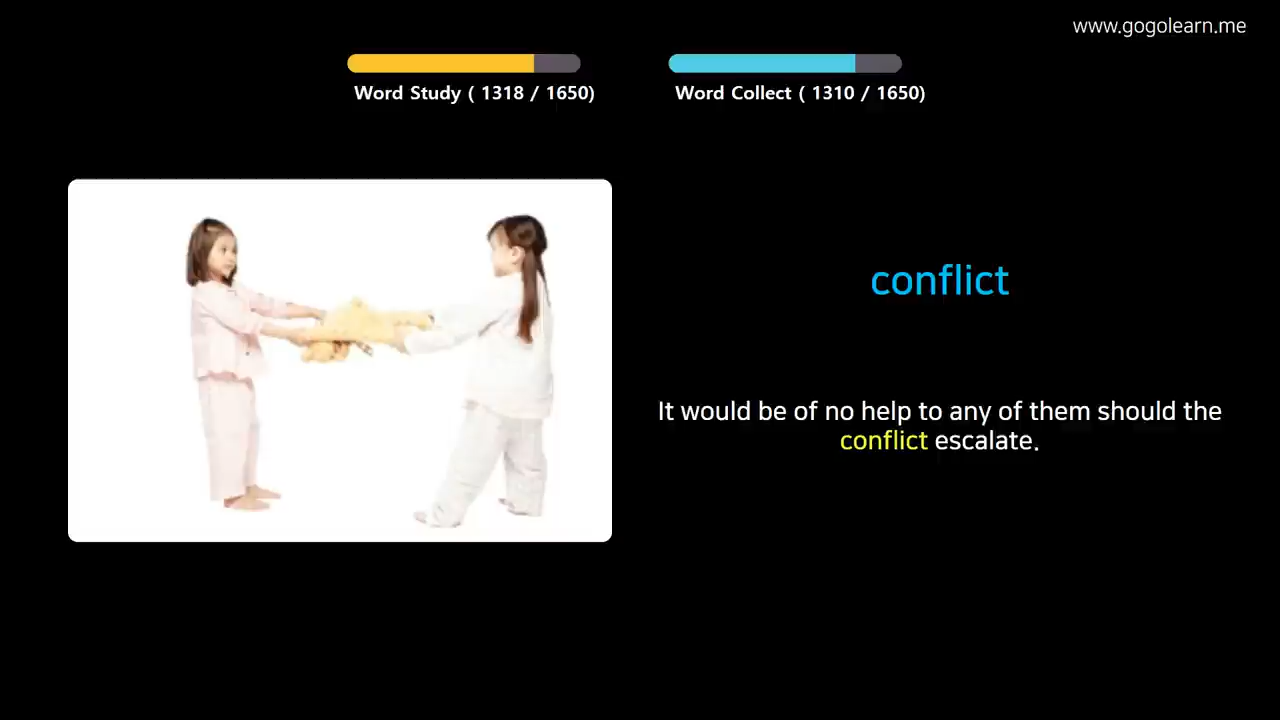 www.gogolearn.me
Word Study ( 1318 / 1650)
Word Collect ( 1310 / 1650)
conflict
It would be of no help to any of them should the
conflict escalate.